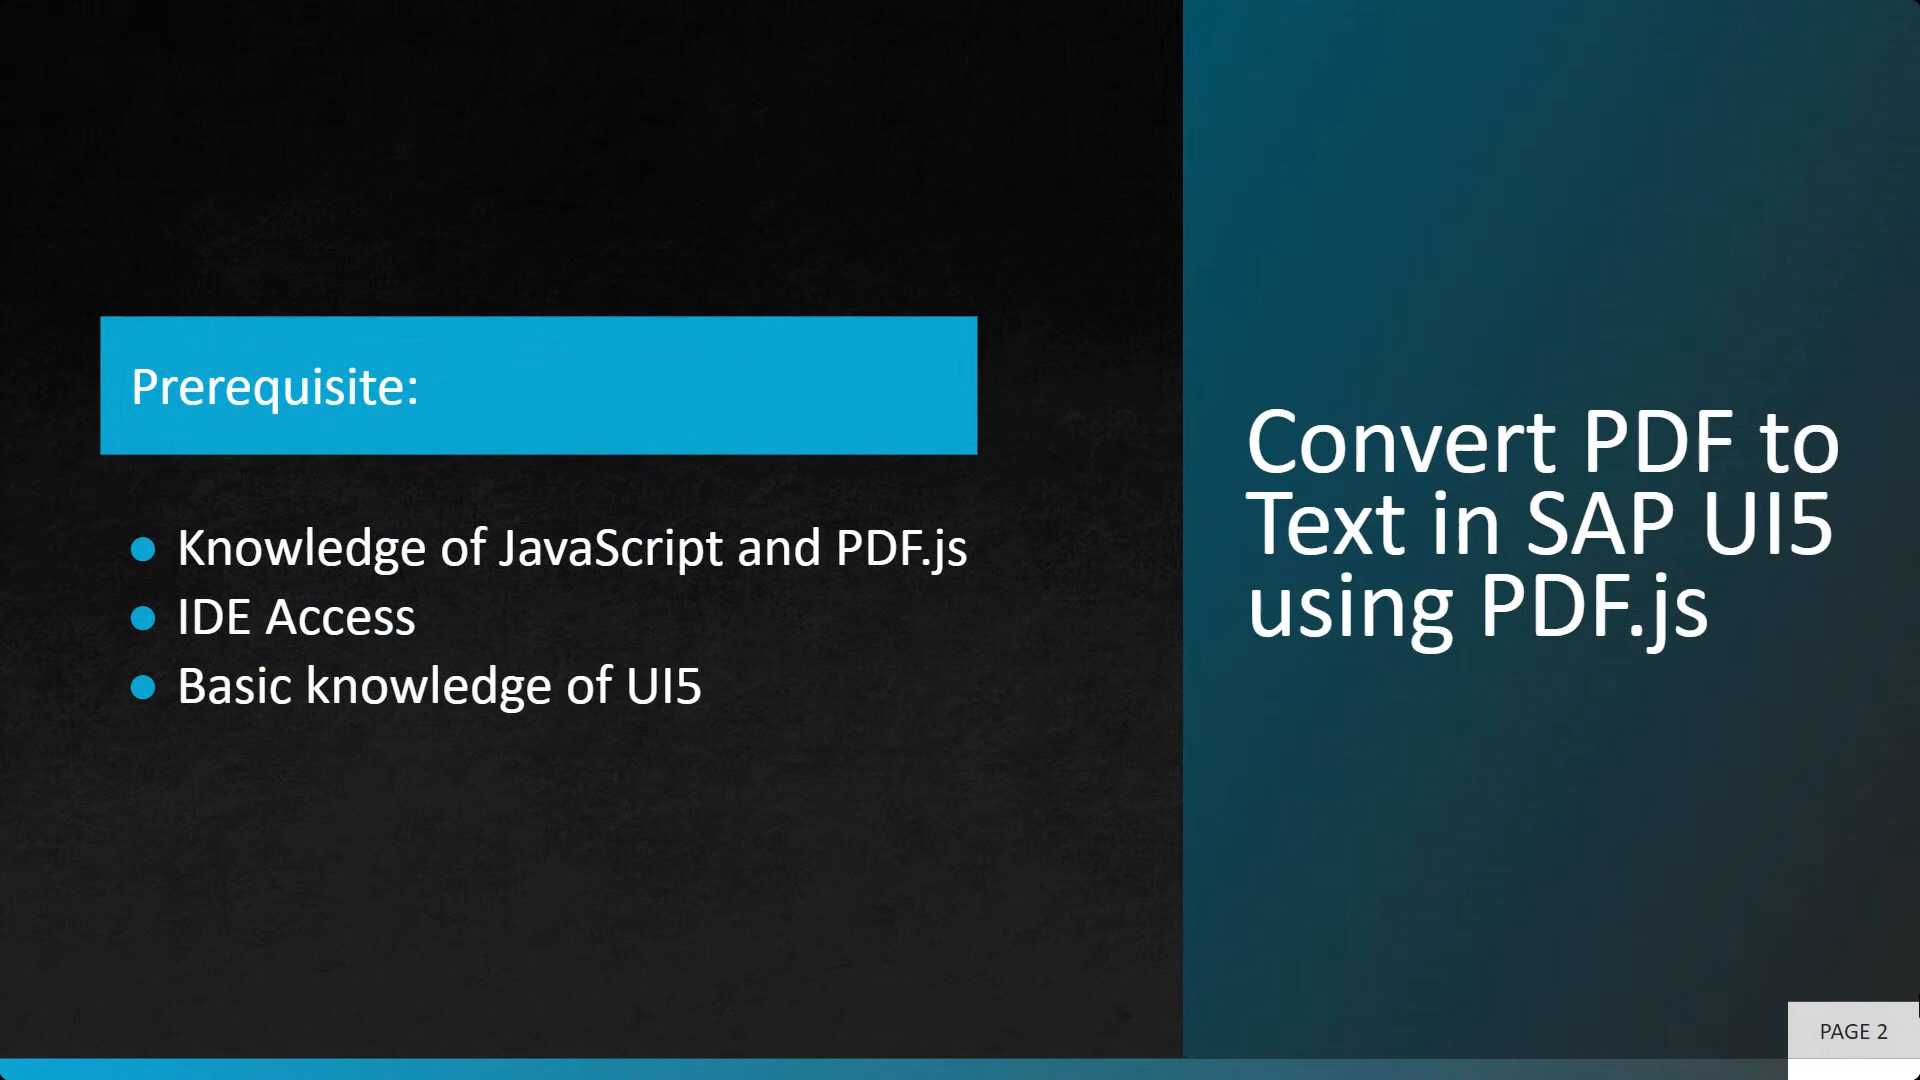 Prerequisite:
Knowledge of JavaScript and PDF.js
IDE Access
Basic knowledge of UI5
Convert PDF to
Text in SAP UI5
using PDF.js
PAGE 2